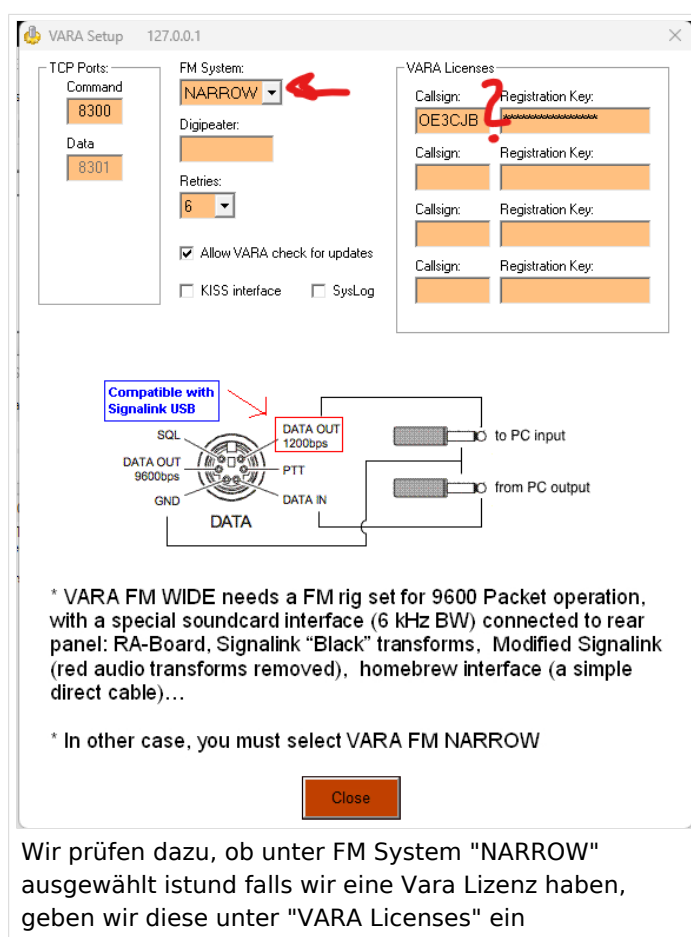 VARA Setup 127.0.0.1
TCP Ports:
Command
8300
Data
8301
FM System:
NARROW
Digipeater:
Retries:
6
Allow VARA check for updates
KISS interface
SysLog
VARA Licenses
Callsign: Registration Key:
OE3CJB ******************
?
Callsign: Registration Key:
Callsign: Registration Key:
Callsign: Registration Key:
Compatible with
Signalink USB
SQL
DATA OUT
1200bps
DATA OUT
9600bps
PTT
GND
DATA IN
DATA
to PC input
from PC output
* VARA FM WIDE needs a FM rig set for 9600 Packet operation,
with a special soundcard interface (6 kHz BW) connected to rear
panel: RA-Board, Signalink “Black” transforms, Modified Signalink
(red audio transforms removed), homebrew interface (a simple
direct cable)…
* In other case, you must select VARA FM NARROW
Close
Wir prüfen dazu, ob unter FM System "NARROW"
ausgewählt istund falls wir eine Vara Lizenz haben,
geben wir diese unter "VARA Licenses" ein